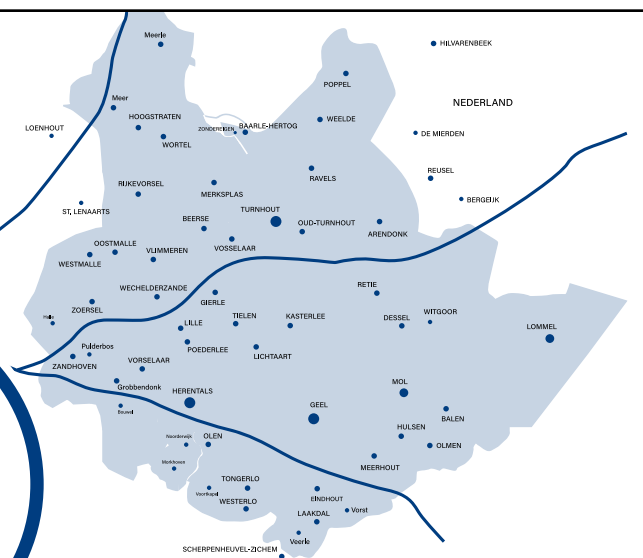 Meerle
HILVARENBEEK
POPPEL
Meer
NEDERLAND
HOOGSTRATEN
WEELDE
LOENHOUT
ZONDEREIGEN
BAARLE-HERTOG
DE MIERDEN
WORTEL
RAVELS
REUSEL
RIJKEVORSEL
MERKSPLAS
BERGEIJK
ST. LENAARTS
BEERSE
TURNHOUT
OUD-TURNHOUT
ARENDONK
OOSTMALLE
VLIMMEREN
VOSSELAAR
WESTMALLE
WECHELDERZANDE
RETIE
ZOERSEL
GIERLE
Halle
LILLE
TIELEN
KASTERLEE
DESSEL
WITGOOR
LOMMEL
Pulderbos
POEDERLEE
LICHTAART
ZANDHOVEN
VORSELAAR
Grobbendonk
HERENTALS
MOL
GEEL
Bouwel
BALEN
HULSEN
Noorderwijk
OLEN
OLMEN
Morkhoven
MEERHOUT
TONGERLO
Voortkapel
WESTERLO
EINDHOUT
LAAKDAL
Vorst
Veerle
SCHERPENHEUVEL-ZICHEM